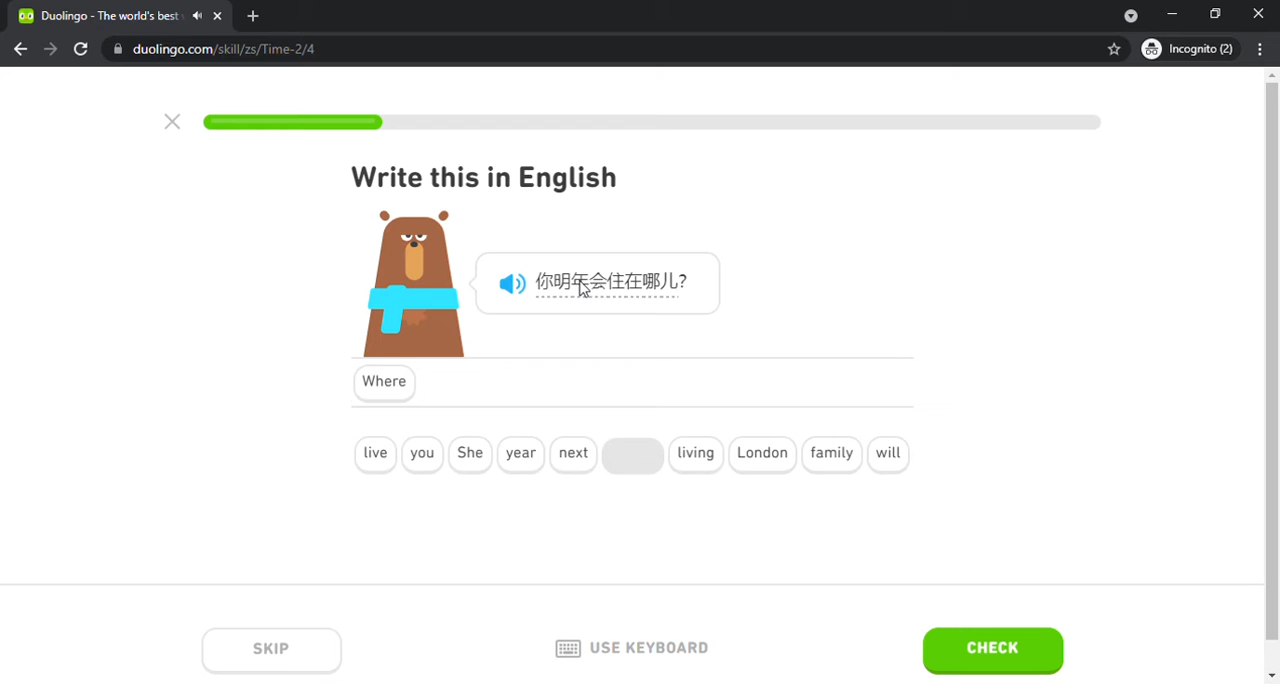 Duolingo - The world's best
duolingo.com/skill/zs/Time-2/4
Incognito (2)
Write this in English
你明年会住在哪儿?
Where
live you She year next living London family will
SKIP
USE KEYBOARD
CHECK